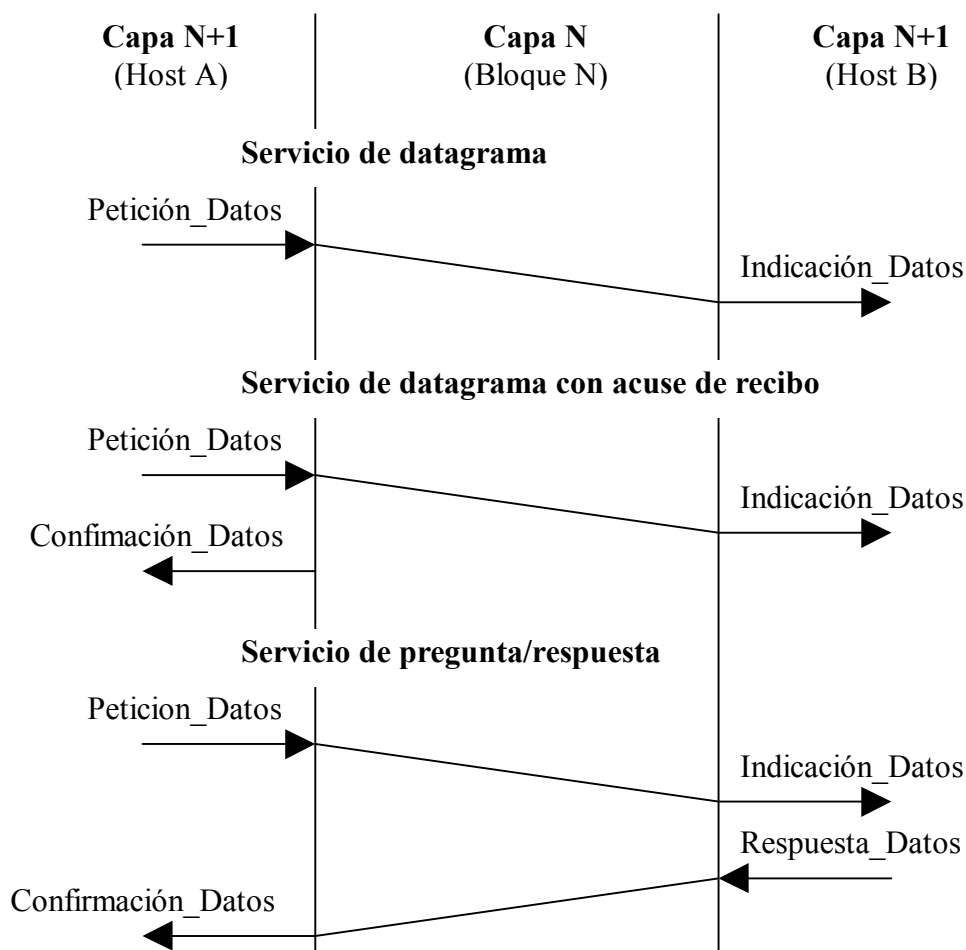 Capa N+1 Capa N Capa N+1
(Host A) (Bloque N) (Host B)
Servicio de datagrama
Petición_Datos
Indicación_Datos
Servicio de datagrama con acuse de recibo
Petición_Datos
Indicación_Datos
Confimación_Datos
Servicio de pregunta/respuesta
Peticion_Datos
Indicación_Datos
Respuesta_Datos
Confirmación_Datos